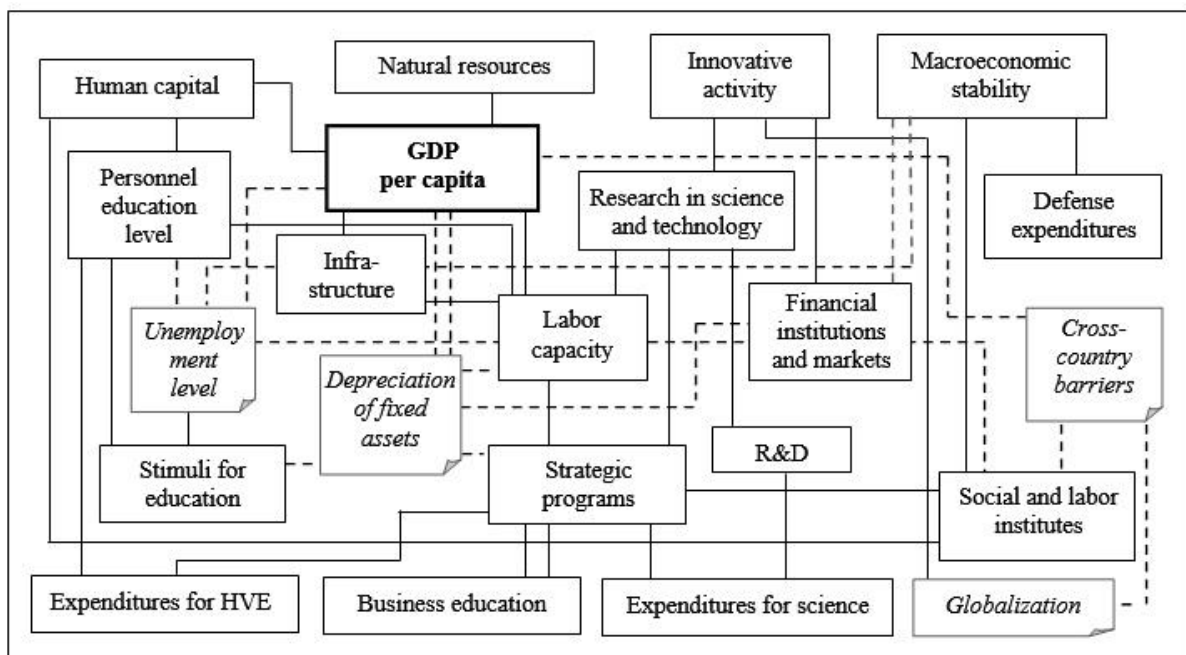 Human capital
Natural resources
Innovative
activity
Macroeconomic
stability
GDP
per capita
Personnel
education
level
Research in science
and technology
Defense
expenditures
Infra-
structure
Unemploy
ment
level
Labor
capacity
Financial
institutions
and markets
Cross-
country
barriers
Depreciation
of fixed
assets
Stimuli for
education
Strategic
programs
R&D
Social and labor
institutes
Expenditures for HVE
Business education
Expenditures for science
Globalization